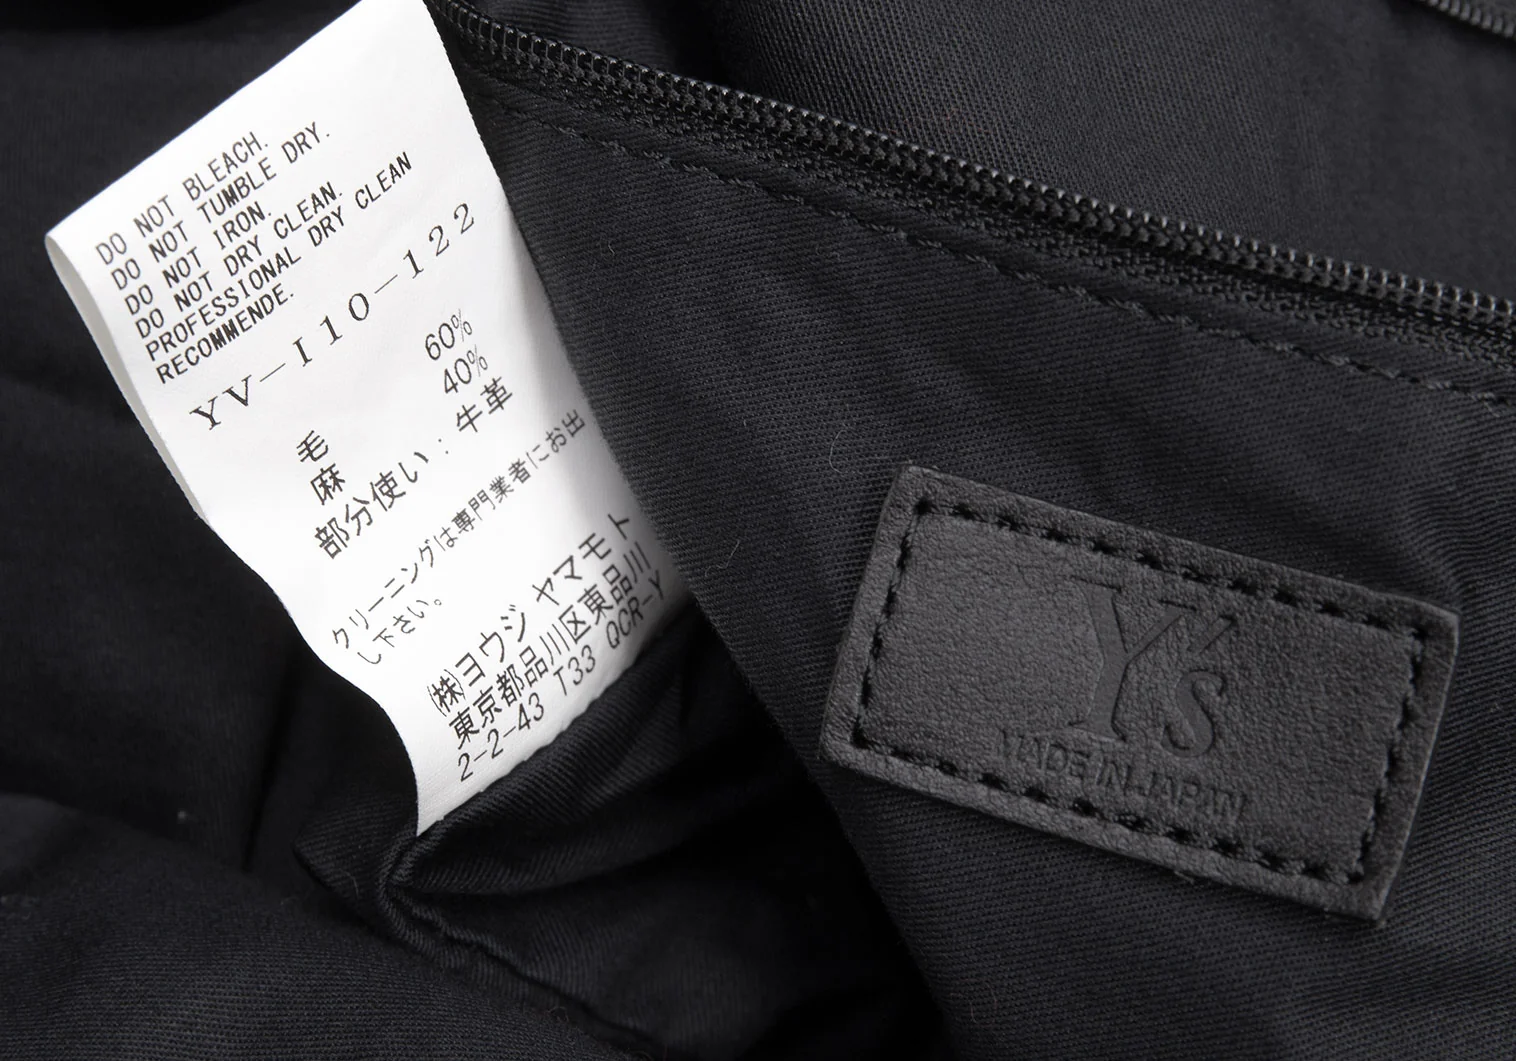 DO NOT BLEACH.
DO NOT TUMBLE DRY.
DO NOT IRON.
DO NOT DRY CLEAN.
PROFESSIONAL DRY CLEAN
RECOMMENDE.
YV-I10-122
毛 60%
麻 40%
部分使い: 牛革
クリーニングは専門業者にお出
し下さい。
(株)ヨウジ ヤマモト
東京都品川区東品川
2-2-43 T33 QCR-Y
Y's
MADE IN JAPAN